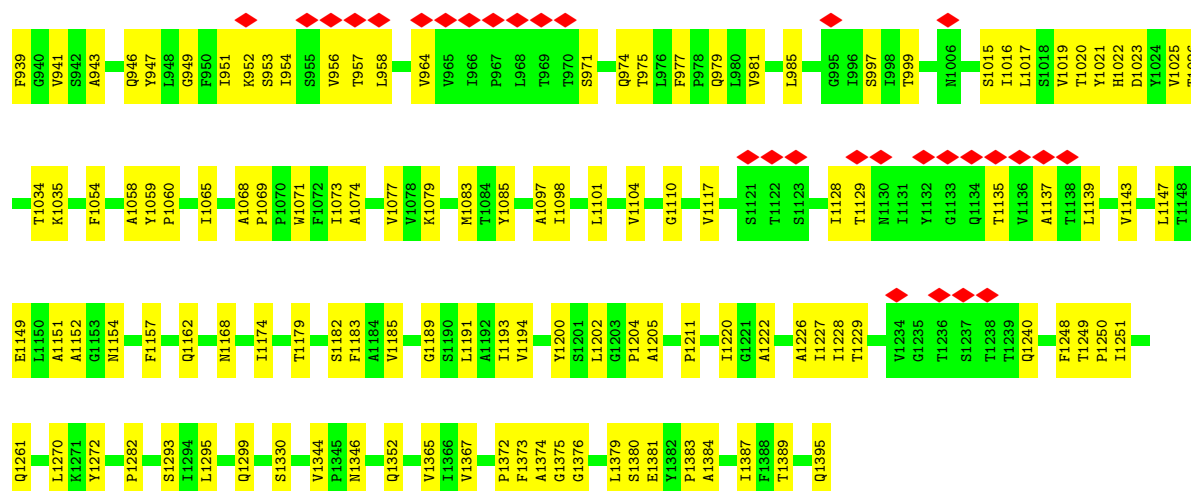 F939 G940 V941 S942 A943 Q946 Y947 L948 G949 F950 I951 K952 S953 I954 S955 V956 T957 L958 V964 V965 I966 P967 L968 T969 T970 S971 Q974 T975 L976 F977 P978 Q979 L980 V981 L985 G995 I996 S997 I998 T999 N1006 S1015 I1016 L1017 S1018 V1019 T1020 Y1021 H1022 D1023 Y1024 V1025
T1034 K1035 F1054 A1058 Y1059 P1060 I1065 A1068 P1069 P1070 W1071 F1072 I1073 A1074 V1077 V1078 K1079 M1083 T1084 Y1085 A1097 I1098 L1101 V1104 G1110 V1117 S1121 T1122 S1123 I1128 T1129 N1130 I1131 Y1132 G1133 Q1134 T1135 V1136 A1137 T1138 L1139 V1143 L1147 T1148
E1149 L1150 A1151 A1152 G1153 N1154 F1157 Q1162 N1168 I1174 T1179 S1182 F1183 A1184 V1185 G1189 S1190 L1191 A1192 I1193 V1194 Y1200 S1201 L1202 G1203 P1204 A1205 P1211 I1220 G1221 A1222 A1226 I1227 I1228 T1229 V1234 G1235 T1236 S1237 T1238 T1239 Q1240 F1248 T1249 P1250 I1251
Q1261 L1270 K1271 Y1272 P1282 S1293 I1294 L1295 Q1299 S1330 V1344 P1345 N1346 Q1352 V1365 I1366 V1367 P1372 F1373 A1374 G1375 G1376 L1379 S1380 E1381 Y1382 P1383 A1384 I1387 F1388 T1389 Q1395